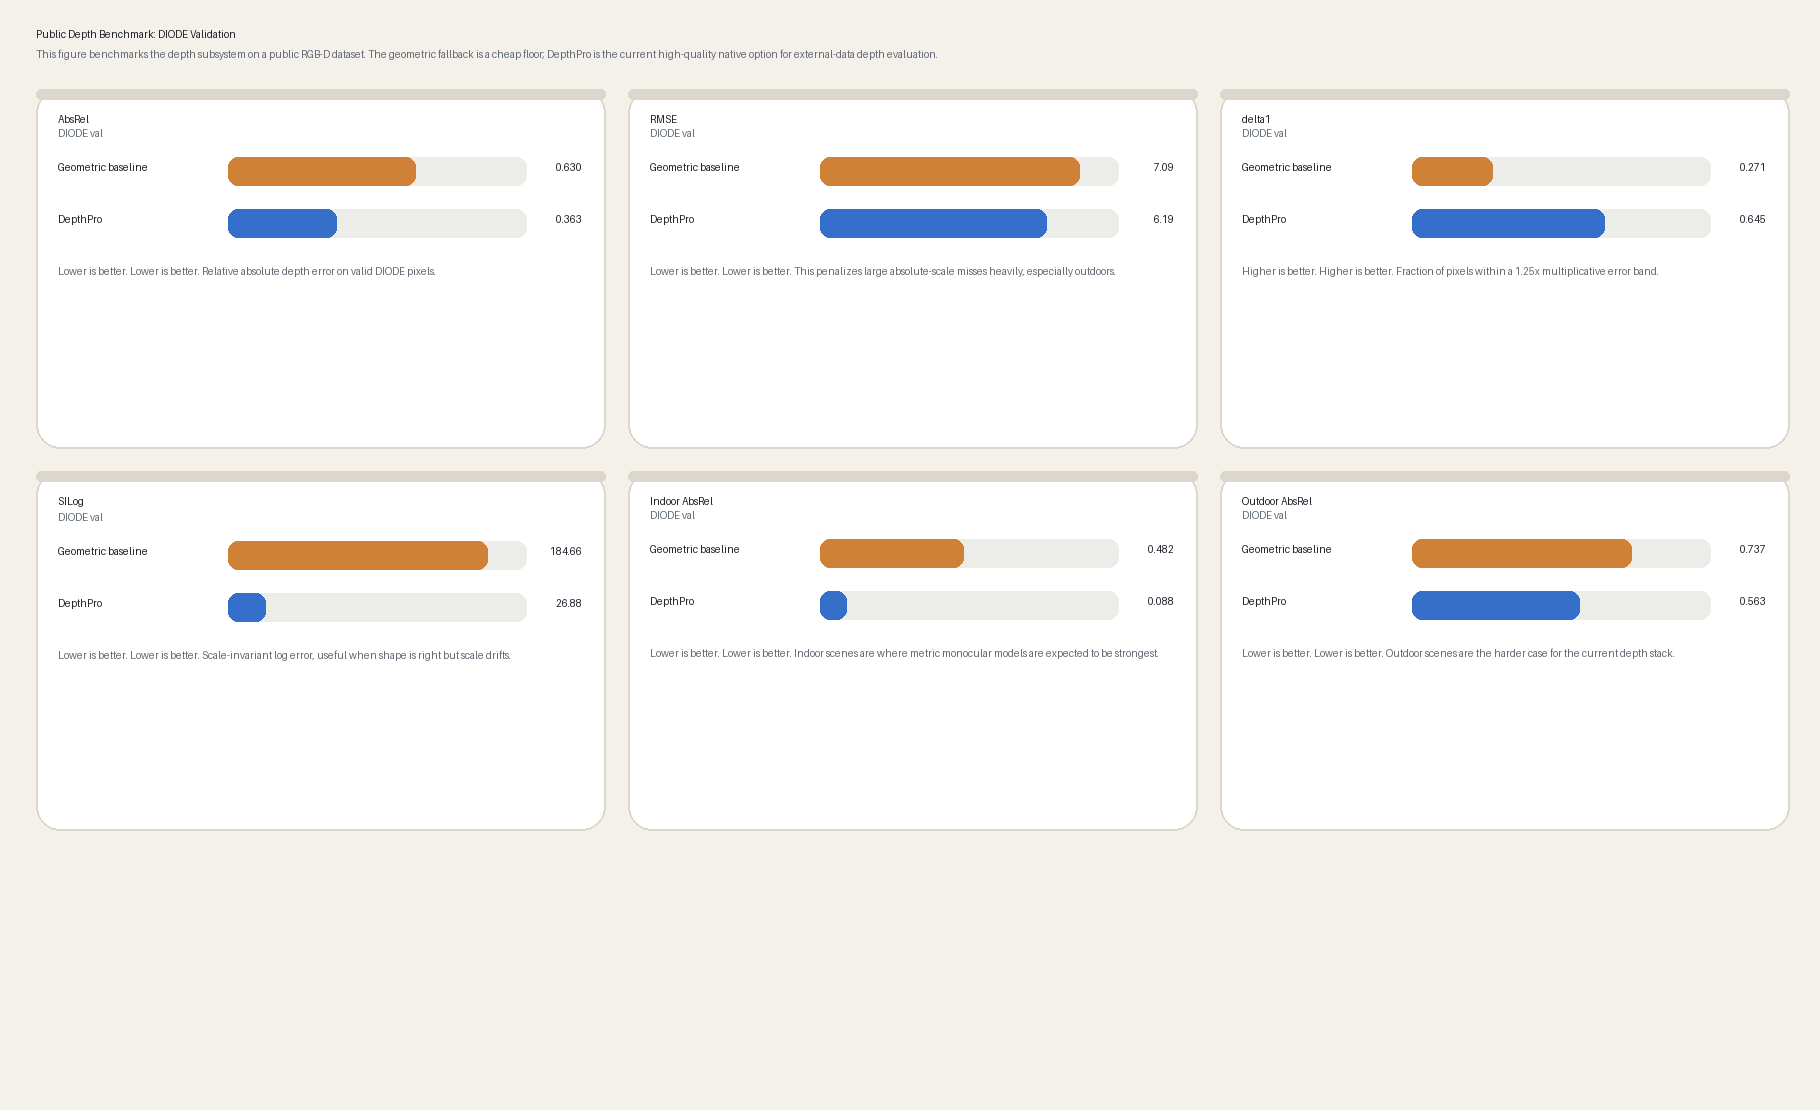 Public Depth Benchmark: DIODE Validation
This figure benchmarks the depth subsystem on a public RGB-D dataset. The geometric fallback is a cheap floor; DepthPro is the current high-quality native option for external-data depth evaluation.
AbsRel
DIODE val
Geometric baseline 0.630
DepthPro 0.363
Lower is better. Lower is better. Relative absolute depth error on valid DIODE pixels.
RMSE
DIODE val
Geometric baseline 7.09
DepthPro 6.19
Lower is better. Lower is better. This penalizes large absolute-scale misses heavily, especially outdoors.
delta1
DIODE val
Geometric baseline 0.271
DepthPro 0.645
Higher is better. Higher is better. Fraction of pixels within a 1.25x multiplicative error band.
SILog
DIODE val
Geometric baseline 184.66
DepthPro 26.88
Lower is better. Lower is better. Scale-invariant log error, useful when shape is right but scale drifts.
Indoor AbsRel
DIODE val
Geometric baseline 0.482
DepthPro 0.088
Lower is better. Lower is better. Indoor scenes are where metric monocular models are expected to be strongest.
Outdoor AbsRel
DIODE val
Geometric baseline 0.737
DepthPro 0.563
Lower is better. Lower is better. Outdoor scenes are the harder case for the current depth stack.